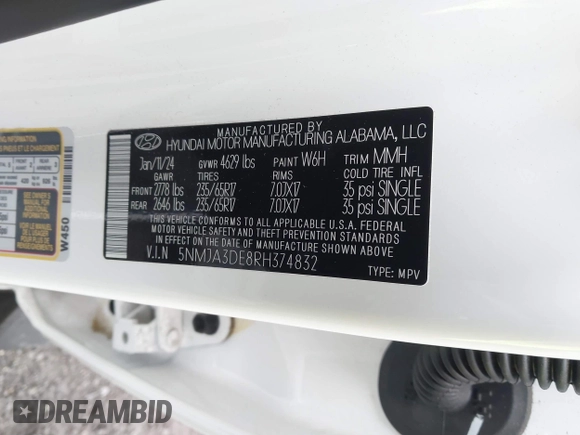 MANUFACTURED BY
HYUNDAI MOTOR MANUFACTURING ALABAMA, LLC
Jan/11/24 GVWR 4629 lbs PAINT W6H TRIM MMH
TIRES RIMS COLD TIRE INFL
FRONT 2778 lbs 235/65R17 7.0JX17 35 psi SINGLE
REAR 2646 lbs 235/65R17 7.0JX17 35 psi SINGLE
THIS VEHICLE CONFORMS TO ALL APPLICABLE U.S.A. FEDERAL
MOTOR VEHICLE SAFETY AND THEFT PREVENTION STANDARDS
IN EFFECT ON THE DATE OF MANUFACTURE SHOWN ABOVE.
V.I.N 5NMJA3DE8RH374832
TYPE: MPV
W450
DREAMBID